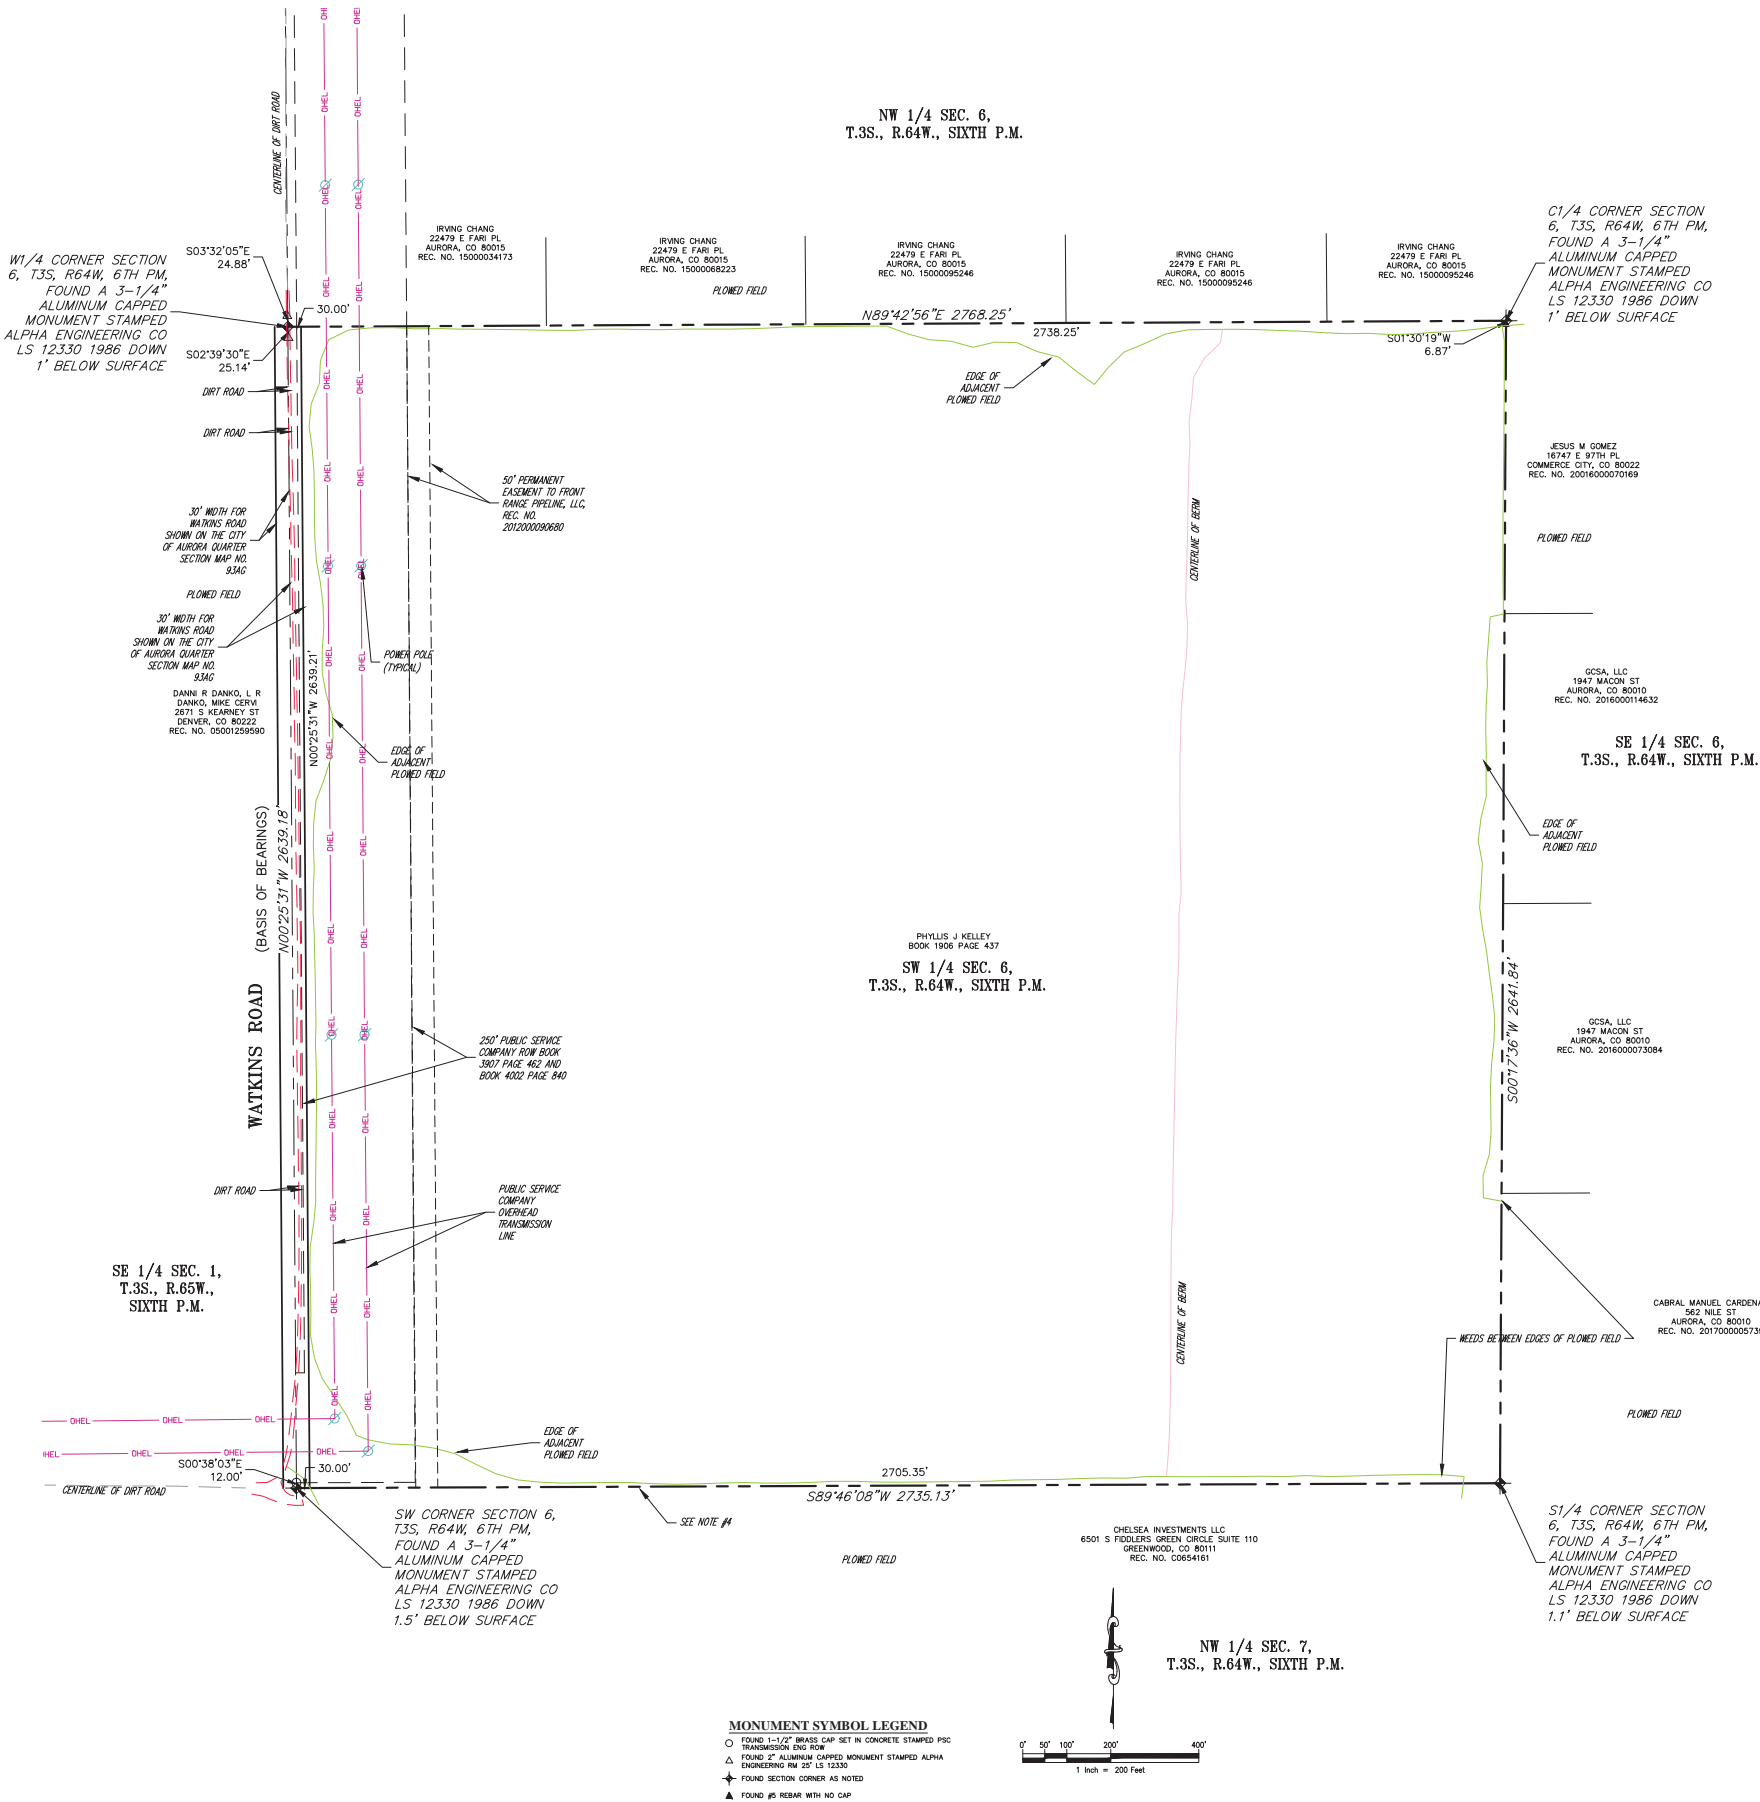 NW 1/4 SEC. 6,
T.3S., R.64W., SIXTH P.M.
OHEL
OHEL
CENTERLINE OF DIRT ROAD
C1/4 CORNER SECTION
6, T3S, R64W, 6TH PM,
FOUND A 3-1/4"
ALUMINUM CAPPED
MONUMENT STAMPED
ALPHA ENGINEERING CO
LS 12330 1986 DOWN
1' BELOW SURFACE
W1/4 CORNER SECTION
6, T3S, R64W, 6TH PM,
FOUND A 3-1/4"
ALUMINUM CAPPED
MONUMENT STAMPED
ALPHA ENGINEERING CO
LS 12330 1986 DOWN
1' BELOW SURFACE
S03°32'05"E
24.88'
S02°39'30"E
25.14'
30.00'
IRVING CHANG
22479 E FARI PL
AURORA, CO 80015
REC. NO. 15000034173
IRVING CHANG
22479 E FARI PL
AURORA, CO 80015
REC. NO. 15000068223
IRVING CHANG
22479 E FARI PL
AURORA, CO 80015
REC. NO. 15000095246
IRVING CHANG
22479 E FARI PL
AURORA, CO 80015
REC. NO. 15000095246
IRVING CHANG
22479 E FARI PL
AURORA, CO 80015
REC. NO. 15000095246
PLOWED FIELD
N89°42'56"E 2768.25'
2738.25'
S01°30'19"W
6.87'
EDGE OF
ADJACENT
PLOWED FIELD
DIRT ROAD
DIRT ROAD
30' WIDTH FOR
WATKINS ROAD
SHOWN ON THE CITY
OF AURORA QUARTER
SECTION MAP NO.
93AG
PLOWED FIELD
30' WIDTH FOR
WATKINS ROAD
SHOWN ON THE CITY
OF AURORA QUARTER
SECTION MAP NO.
93AG
DANNI R DANKO, L R
DANKO, MIKE CERVI
2671 S KEARNEY ST
DENVER, CO 80222
REC. NO. 05001259590
50' PERMANENT
EASEMENT TO FRONT
RANGE PIPELINE, LLC,
REC. NO.
2012000090680
POWER POLE
(TYPICAL)
N00°25'31"W 2639.21'
EDGE OF
ADJACENT
PLOWED FIELD
CENTERLINE OF BERM
JESUS M GOMEZ
16747 E 97TH PL
COMMERCE CITY, CO 80022
REC. NO. 20016000070169
PLOWED FIELD
GCSA, LLC
1947 MACON ST
AURORA, CO 80010
REC. NO. 2016000114632
SE 1/4 SEC. 6,
T.3S., R.64W., SIXTH P.M.
EDGE OF
ADJACENT
PLOWED FIELD
WATKINS ROAD
(BASIS OF BEARINGS)
N00°25'31"W 2639.18'
PHYLLIS J KELLEY
BOOK 1906 PAGE 437
SW 1/4 SEC. 6,
T.3S., R.64W., SIXTH P.M.
S00°17'36"W 2641.84'
GCSA, LLC
1947 MACON ST
AURORA, CO 80010
REC. NO. 2016000073084
250' PUBLIC SERVICE
COMPANY ROW BOOK
3907 PAGE 462 AND
BOOK 4002 PAGE 840
DIRT ROAD
PUBLIC SERVICE
COMPANY
OVERHEAD
TRANSMISSION
LINE
SE 1/4 SEC. 1,
T.3S., R.65W.,
SIXTH P.M.
CENTERLINE OF BERM
CABRAL MANUEL CARDEN
562 NILE ST
AURORA, CO 80010
REC. NO. 201700000573
WEEDS BETWEEN EDGES OF PLOWED FIELD
PLOWED FIELD
OHEL OHEL OHEL
OHEL OHEL OHEL OHEL
S00°38'03"E
12.00'
30.00'
CENTERLINE OF DIRT ROAD
EDGE OF
ADJACENT
PLOWED FIELD
2705.35'
S89°46'08"W 2735.13'
SEE NOTE #4
SW CORNER SECTION 6,
T3S, R64W, 6TH PM,
FOUND A 3-1/4"
ALUMINUM CAPPED
MONUMENT STAMPED
ALPHA ENGINEERING CO
LS 12330 1986 DOWN
1.5' BELOW SURFACE
PLOWED FIELD
CHELSEA INVESTMENTS LLC
6501 S FIDDLERS GREEN CIRCLE SUITE 110
GREENWOOD, CO 80111
REC. NO. C0654161
S1/4 CORNER SECTION
6, T3S, R64W, 6TH PM,
FOUND A 3-1/4"
ALUMINUM CAPPED
MONUMENT STAMPED
ALPHA ENGINEERING CO
LS 12330 1986 DOWN
1.1' BELOW SURFACE
NW 1/4 SEC. 7,
T.3S., R.64W., SIXTH P.M.
MONUMENT SYMBOL LEGEND
FOUND 1-1/2" BRASS CAP SET IN CONCRETE STAMPED PSC
TRANSMISSION ENG ROW
FOUND 2" ALUMINUM CAPPED MONUMENT STAMPED ALPHA
ENGINEERING RM 25' LS 12330
FOUND SECTION CORNER AS NOTED
FOUND #5 REBAR WITH NO CAP
0' 50' 100' 200' 400'
1 Inch = 200 Feet